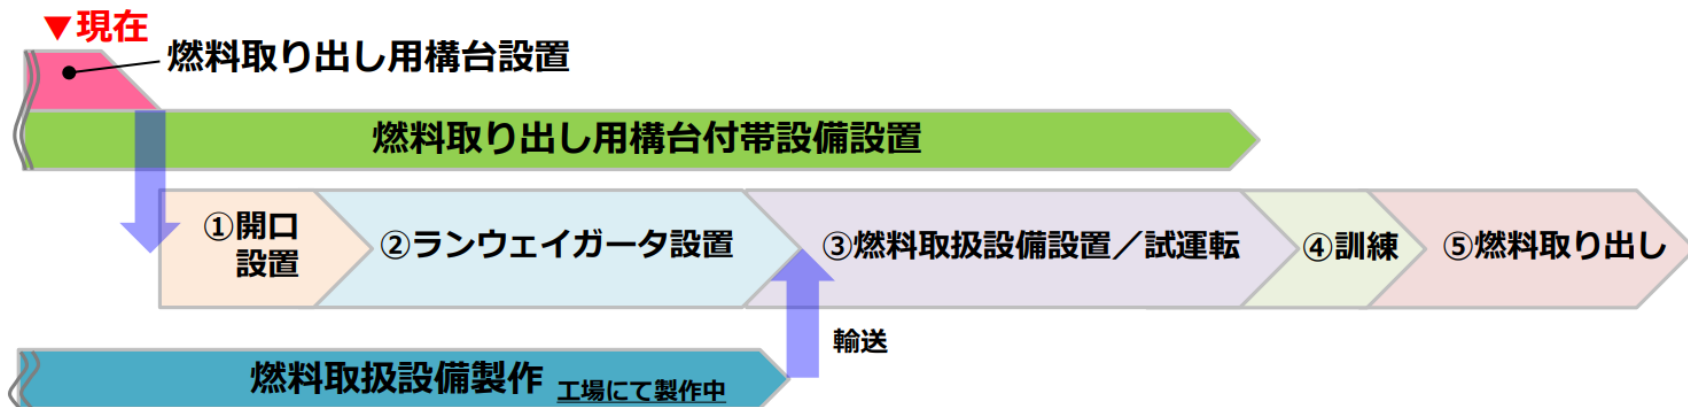 ▼現在
燃料取り出し用構台設置
燃料取り出し用構台付帯設備設置
①開口
設置
②ランウェイガータ設置
③燃料取扱設備設置／試運転
④訓練
⑤燃料取り出し
輸送
燃料取扱設備製作 工場にて製作中